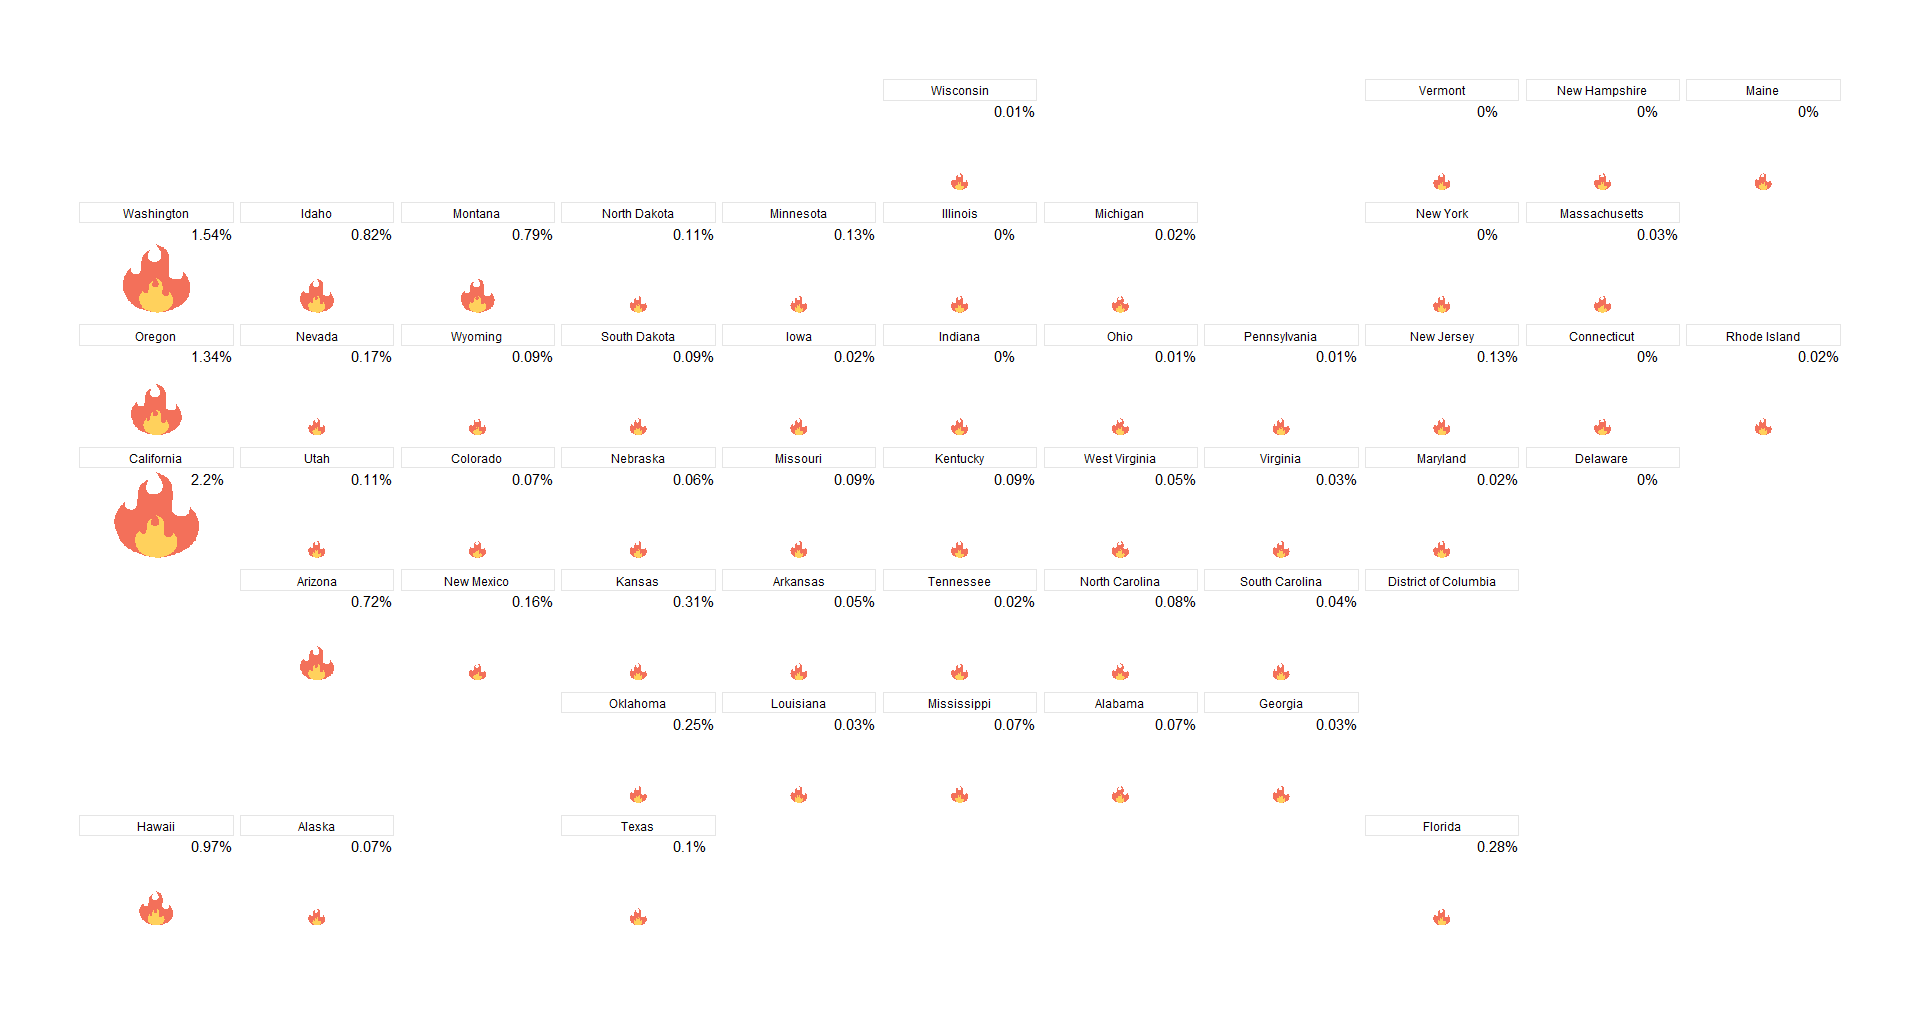 Wisconsin Vermont New Hampshire Maine
0.01% 0% 0% 0%
Washington Idaho Montana North Dakota Minnesota Illinois Michigan New York Massachusetts
1.54% 0.82% 0.79% 0.11% 0.13% 0% 0.02% 0% 0.03%
Oregon Nevada Wyoming South Dakota Iowa Indiana Ohio Pennsylvania New Jersey Connecticut Rhode Island
1.34% 0.17% 0.09% 0.09% 0.02% 0% 0.01% 0.01% 0.13% 0% 0.02%
California Utah Colorado Nebraska Missouri Kentucky West Virginia Virginia Maryland Delaware
2.2% 0.11% 0.07% 0.06% 0.09% 0.09% 0.05% 0.03% 0.02% 0%
Arizona New Mexico Kansas Arkansas Tennessee North Carolina South Carolina District of Columbia
0.72% 0.16% 0.31% 0.05% 0.02% 0.08% 0.04%
Oklahoma Louisiana Mississippi Alabama Georgia
0.25% 0.03% 0.07% 0.07% 0.03%
Hawaii Alaska Texas Florida
0.97% 0.07% 0.1% 0.28%